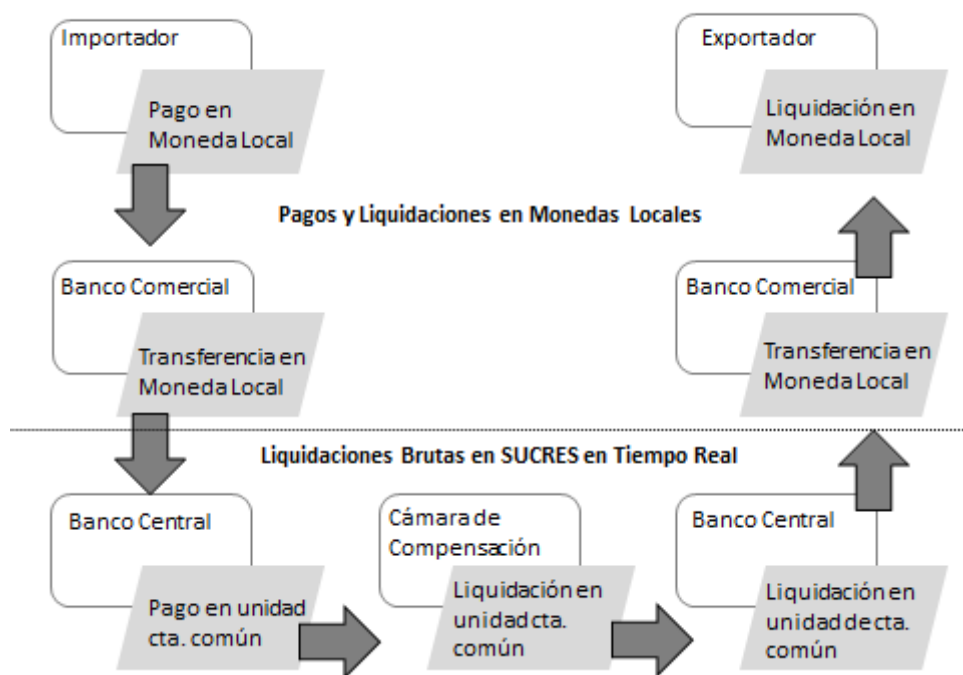 Importador
Pago en
Moneda Local
Exportador
Liquidación en
Moneda Local
Pagos y Liquidaciones en Monedas Locales
Banco Comercial
Transferencia en
Moneda Local
Banco Comercial
Transferencia en
Moneda Local
Liquidaciones Brutas en SUCRES en Tiempo Real
Banco Central
Pago en unidad
cta. común
Cámara de
Compensación
Liquidación en
unidad cta.
común
Banco Central
Liquidación en
unidad de cta.
común